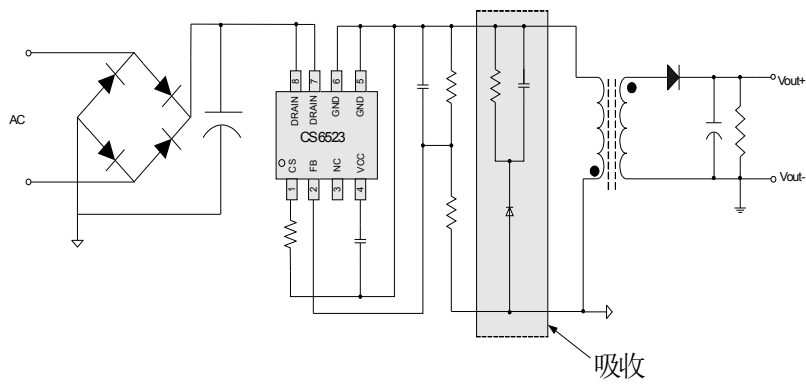 AC
8 7 6 5
DRAIN DRAIN GND GND
CS6523
CS FB NC VCC
1 2 3 4
Vout+
Vout-
吸收